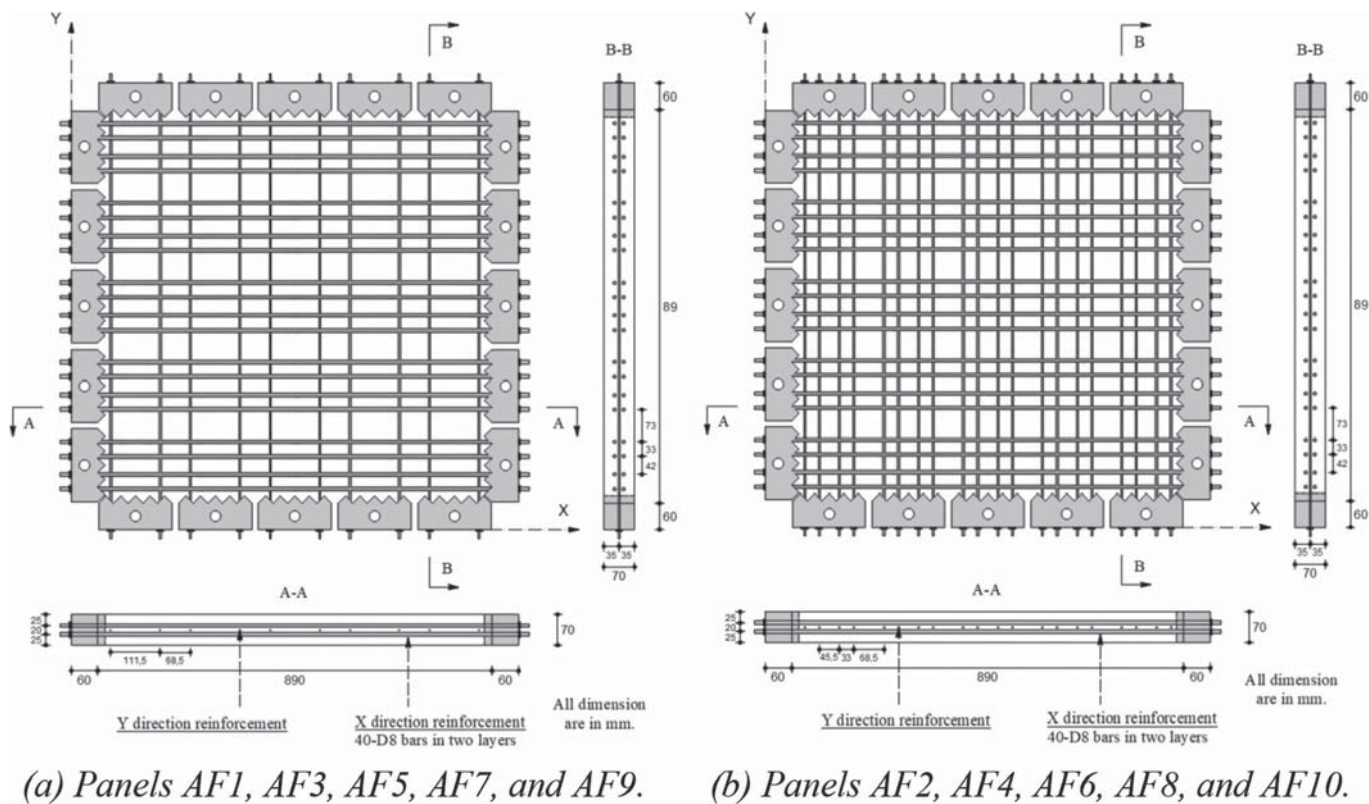 Y
B
B-B
60
89
A
A
73
33
42
X
60
35 35
70
B
A-A
25
20
25
70
111,5
68,5
60
890
60
Y direction reinforcement
X direction reinforcement
40-D8 bars in two layers
All dimension
are in mm.
(a) Panels AF1, AF3, AF5, AF7, and AF9.
Y
B
B-B
60
89
A
A
73
33
42
X
60
35 35
70
B
A-A
25
20
25
70
45,5
33
68,5
60
890
60
Y direction reinforcement
X direction reinforcement
40-D8 bars in two layers
All dimension
are in mm.
(b) Panels AF2, AF4, AF6, AF8, and AF10.